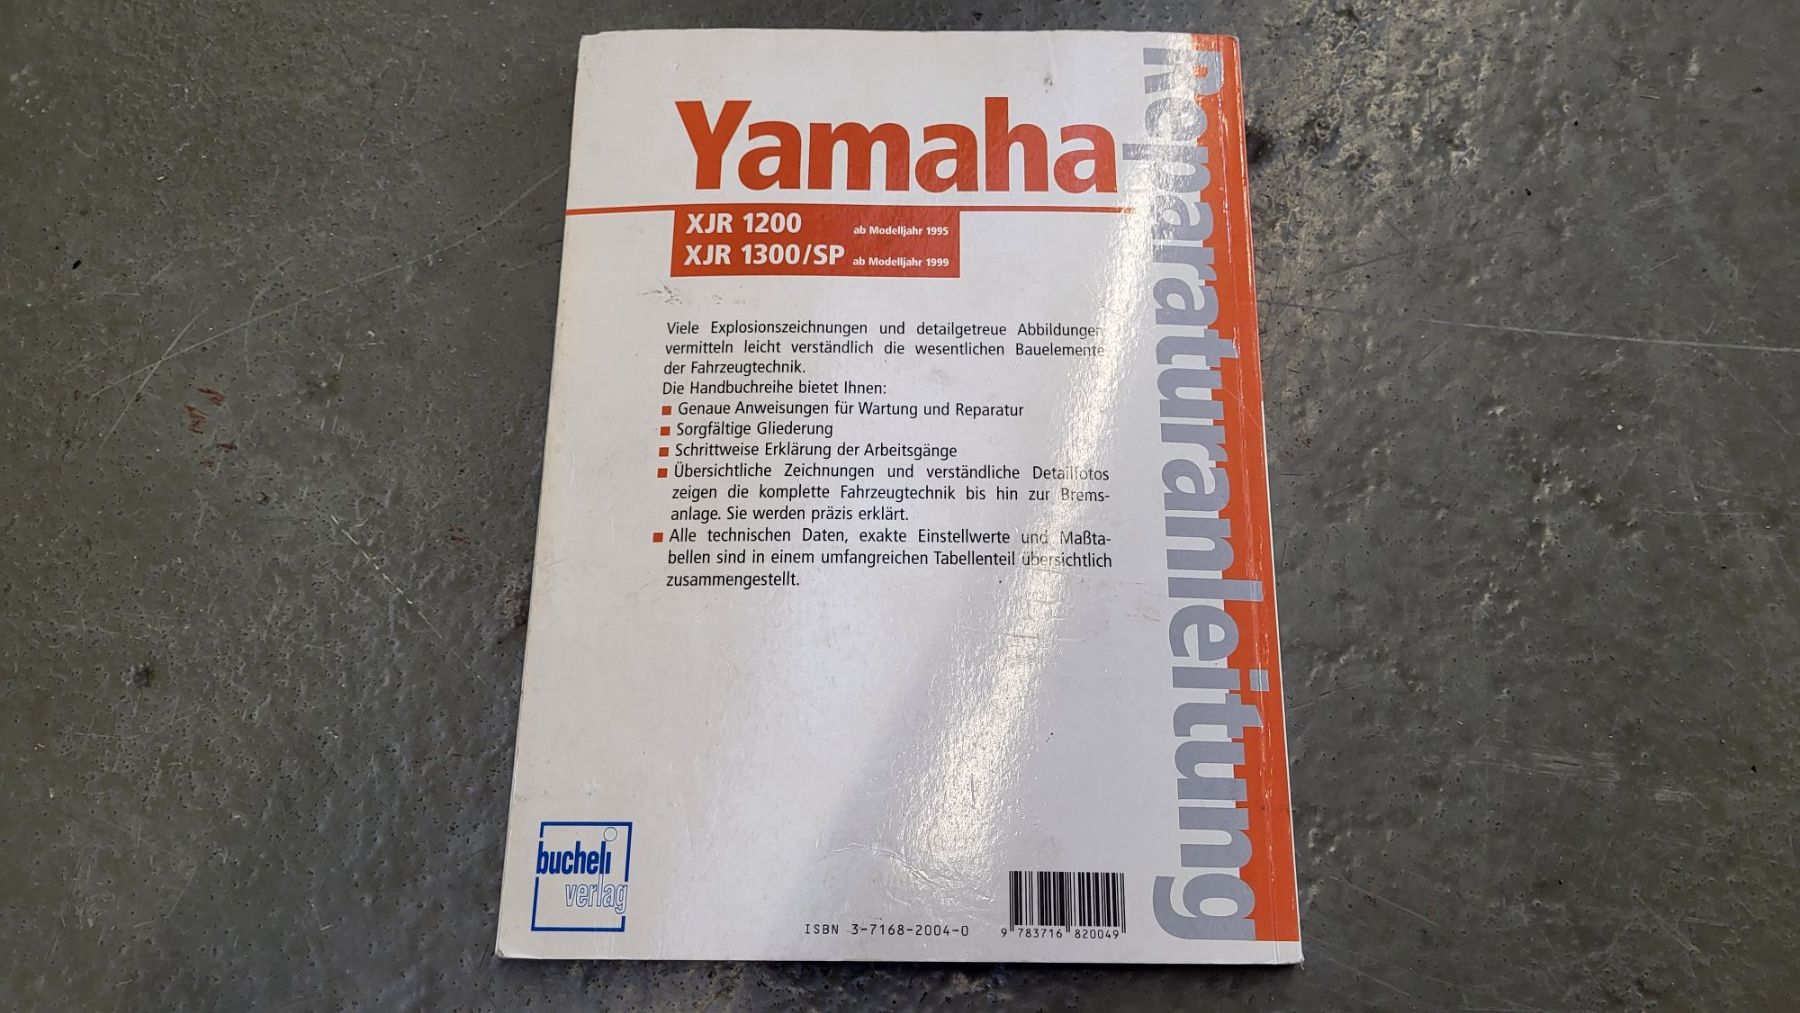 Yamaha
XJR 1200 ab Modelljahr 1995
XJR 1300/SP ab Modelljahr 1999
Viele Explosionszeichnungen und detailgetreue Abbildungen
vermitteln leicht verständlich die wesentlichen Bauelemente
der Fahrzeugtechnik.
Die Handbuchreihe bietet Ihnen:
Genaue Anweisungen für Wartung und Reparatur
Sorgfältige Gliederung
Schrittweise Erklärung der Arbeitsgänge
Übersichtliche Zeichnungen und verständliche Detailfotos
zeigen die komplette Fahrzeugtechnik bis hin zur Brems-
anlage. Sie werden präzis erklärt.
Alle technischen Daten, exakte Einstellwerte und Maßta-
bellen sind in einem umfangreichen Tabellenteil übersichtlich
zusammengestellt.
Reparaturanleitung
bucheli
verlag
ISBN 3-7168-2004-0
9 783716 820049